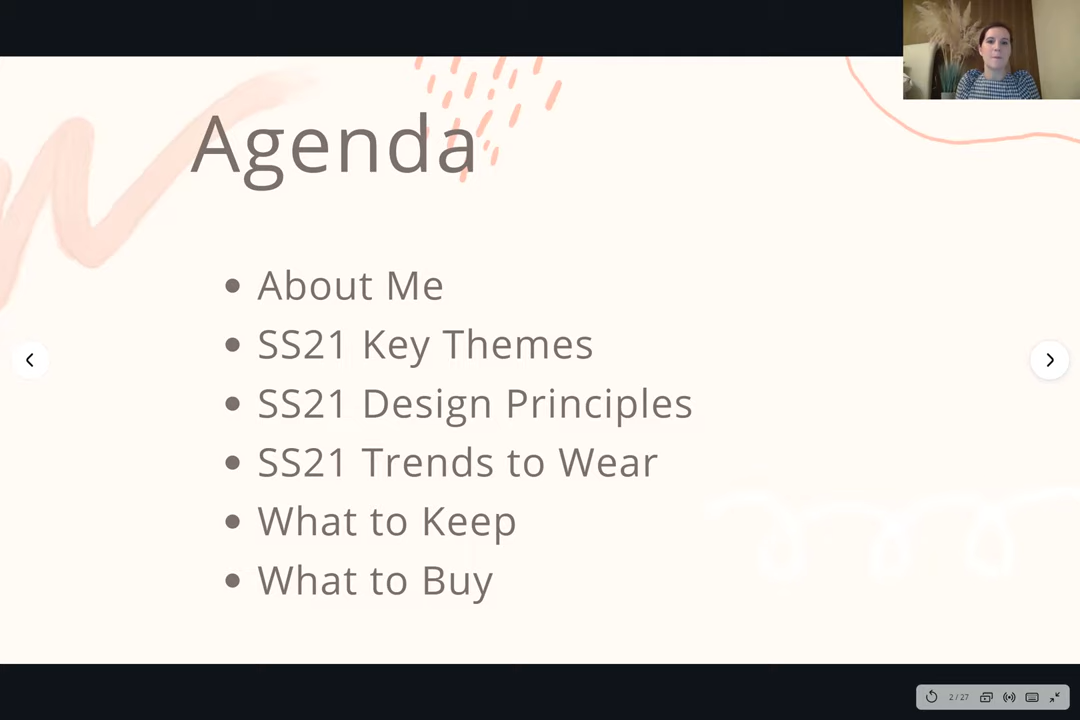 Agenda
About Me
SS21 Key Themes
SS21 Design Principles
SS21 Trends to Wear
What to Keep
What to Buy
2 / 27